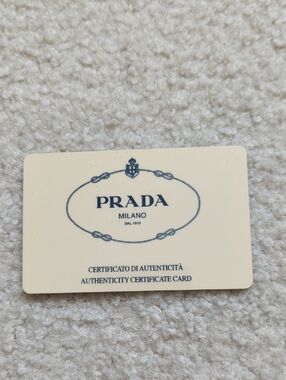 PRADA
MILANO
DAL 1913
CERTIFICATO DI AUTENTICITÀ
AUTHENTICITY CERTIFICATE CARD